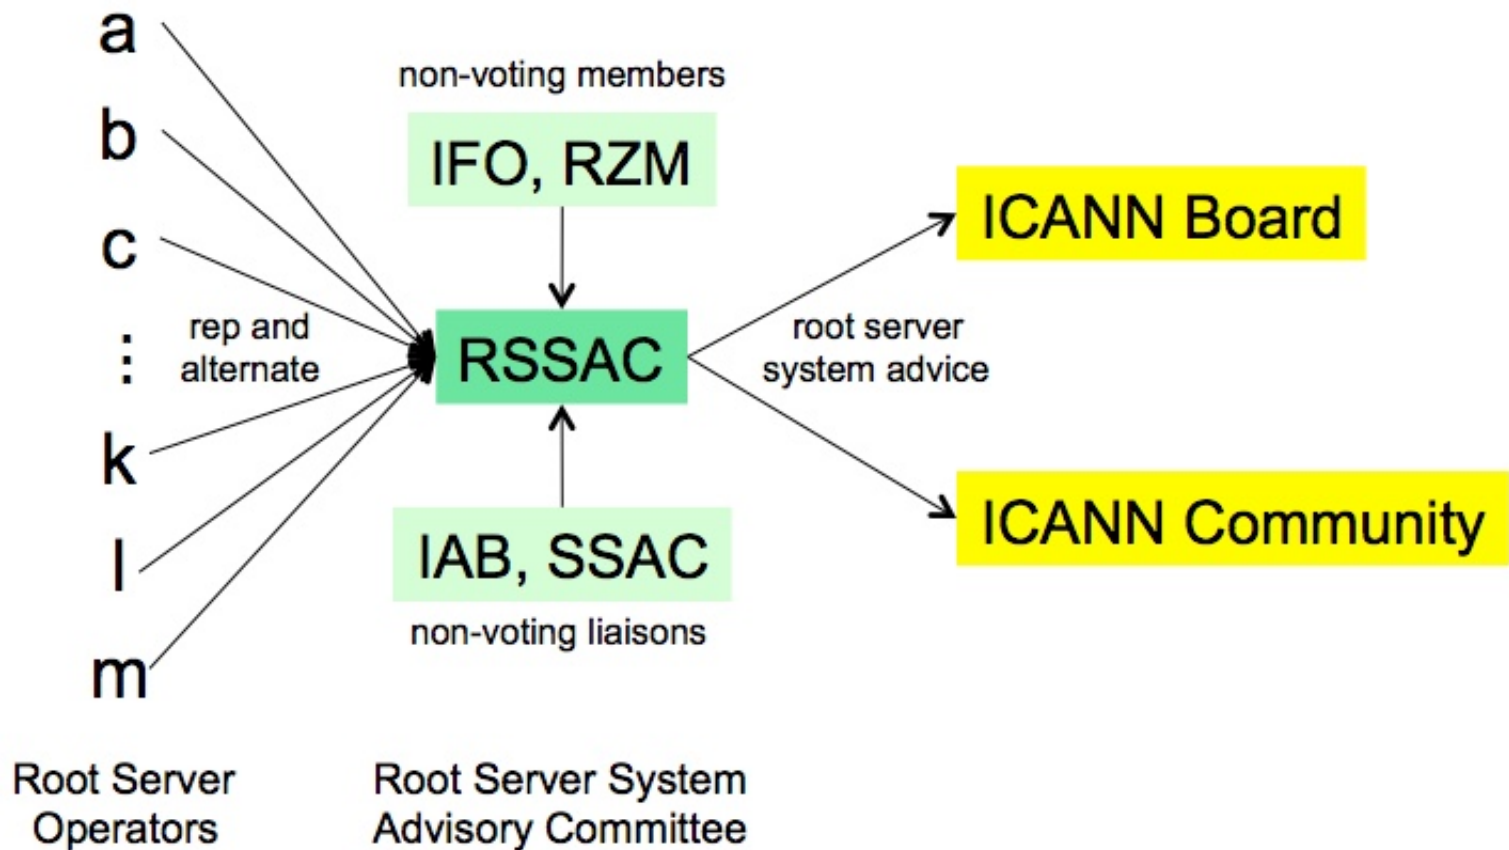 a
b
c
⋮
k
l
m
rep and
alternate
Root Server
Operators
non-voting members
IFO, RZM
RSSAC
IAB, SSAC
non-voting liaisons
Root Server System
Advisory Committee
root server
system advice
ICANN Board
ICANN Community